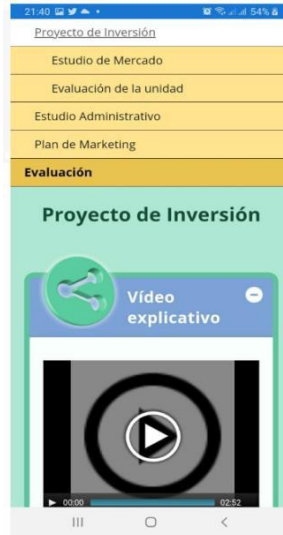 21:40
54%
Proyecto de Inversión
Estudio de Mercado
Evaluación de la unidad
Estudio Administrativo
Plan de Marketing
Evaluación
Proyecto de Inversión
Vídeo
explicativo
00:00 02:52